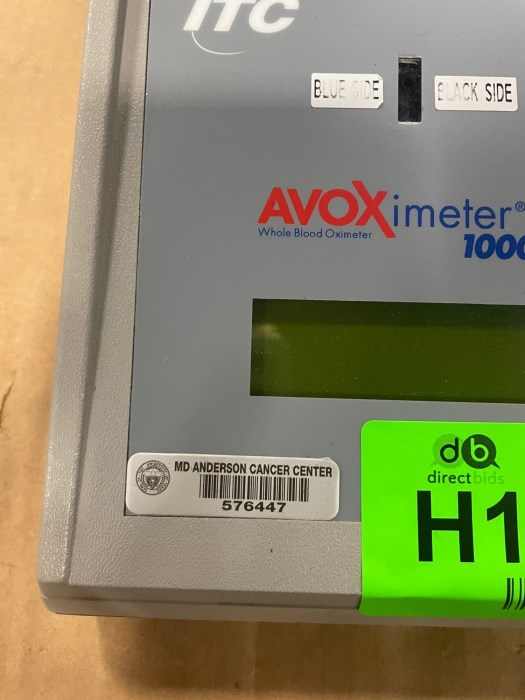 ITC
BLUE SIDE
BLACK SIDE
AVOXimeter®
Whole Blood Oximeter
1000
MD ANDERSON CANCER CENTER
576447
db
directbids
H1